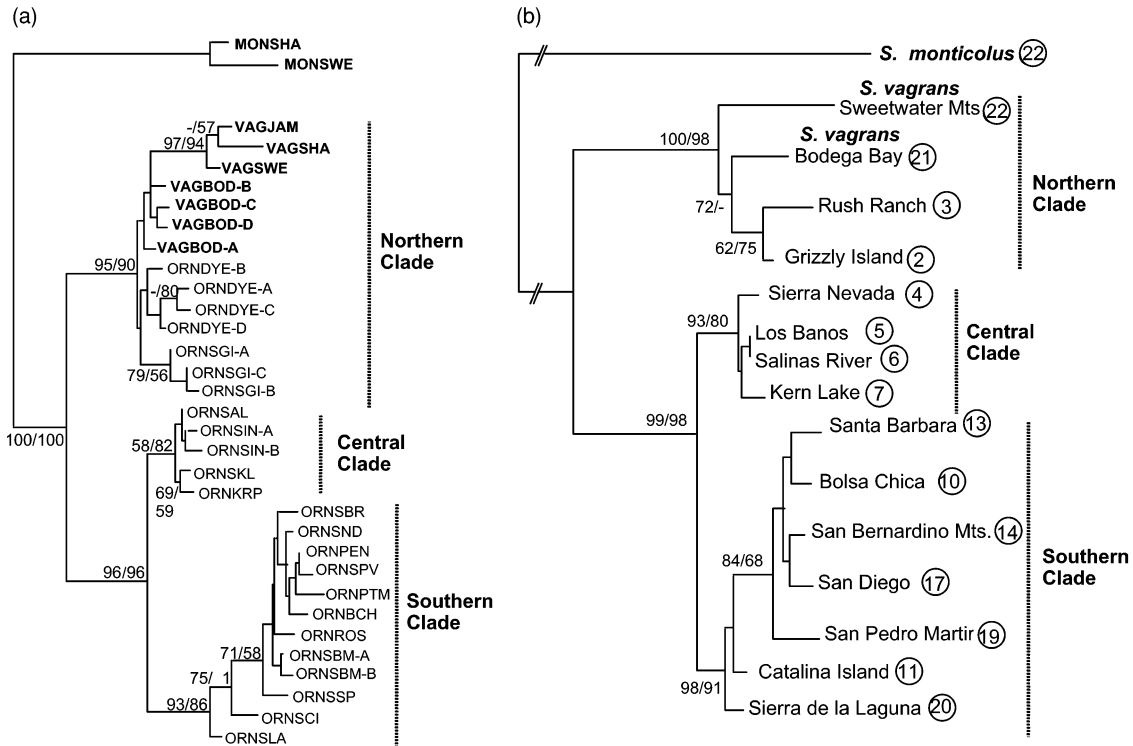 (a)
MONSHA
MONSWE
-/57
VAGJAM
97/94
VAGSHA
VAGSWE
VAGBOD-B
VAGBOD-C
VAGBOD-D
VAGBOD-A
95/90
ORNDYE-B
-/80
ORNDYE-A
ORNDYE-C
ORNDYE-D
ORNSGI-A
79/56
ORNSGI-C
ORNSGI-B
Northern
Clade
100/100
ORNSAL
58/82
ORNSIN-A
ORNSIN-B
ORNSKL
69/
59
ORNKRP
Central
Clade
96/96
ORNSBR
ORNSND
ORNPEN
ORNSPV
ORNPTM
ORNBCH
ORNROS
71/58
ORNSBM-A
ORNSBM-B
75/
1
ORNSSP
93/86
ORNSCI
ORNSLA
Southern
Clade
(b)
S. monticolus 22
S. vagrans
Sweetwater Mts 22
100/98
S. vagrans
Bodega Bay 21
72/-
Rush Ranch 3
62/75
Grizzly Island 2
Northern
Clade
Sierra Nevada 4
93/80
Los Banos 5
Salinas River 6
Kern Lake 7
Central
Clade
99/98
Santa Barbara 13
Bolsa Chica 10
San Bernardino Mts. 14
84/68
San Diego 17
San Pedro Martir 19
Catalina Island 11
98/91
Sierra de la Laguna 20
Southern
Clade